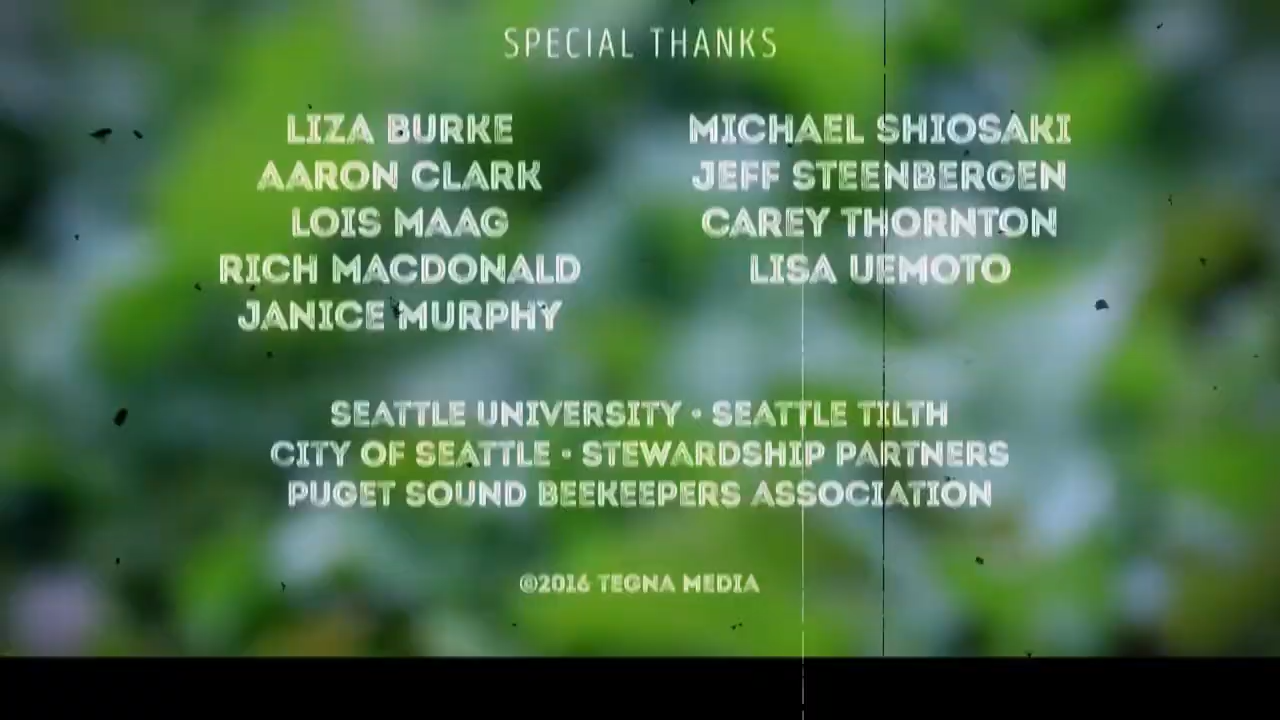 SPECIAL THANKS
LIZA BURKE
AARON CLARK
LOIS MAAG
RICH MACDONALD
JANICE MURPHY
MICHAEL SHIOSAKI
JEFF STEENBERGEN
CAREY THORNTON
LISA UEMOTO
SEATTLE UNIVERSITY • SEATTLE TILTH
CITY OF SEATTLE • STEWARDSHIP PARTNERS
PUGET SOUND BEEKEEPERS ASSOCIATION
©2016 TEGNA MEDIA